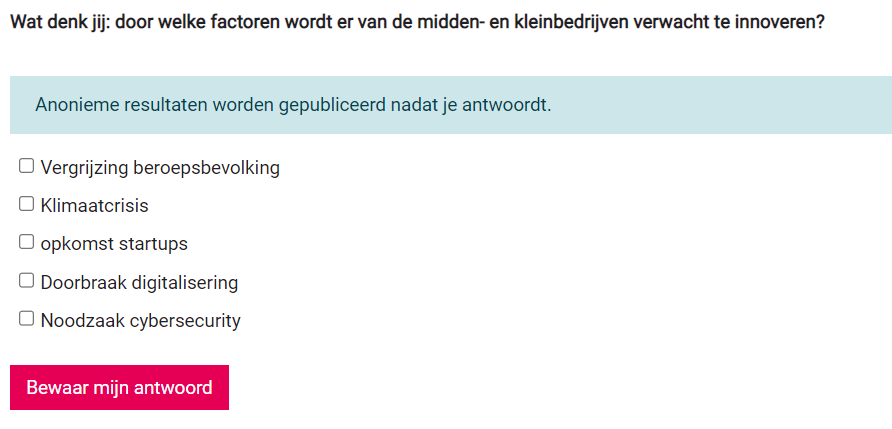 Wat denk jij: door welke factoren wordt er van de midden- en kleinbedrijven verwacht te innoveren?
Anonieme resultaten worden gepubliceerd nadat je antwoordt.
Vergrijzing beroepsbevolking
Klimaatcrisis
opkomst startups
Doorbraak digitalisering
Noodzaak cybersecurity
Bewaar mijn antwoord